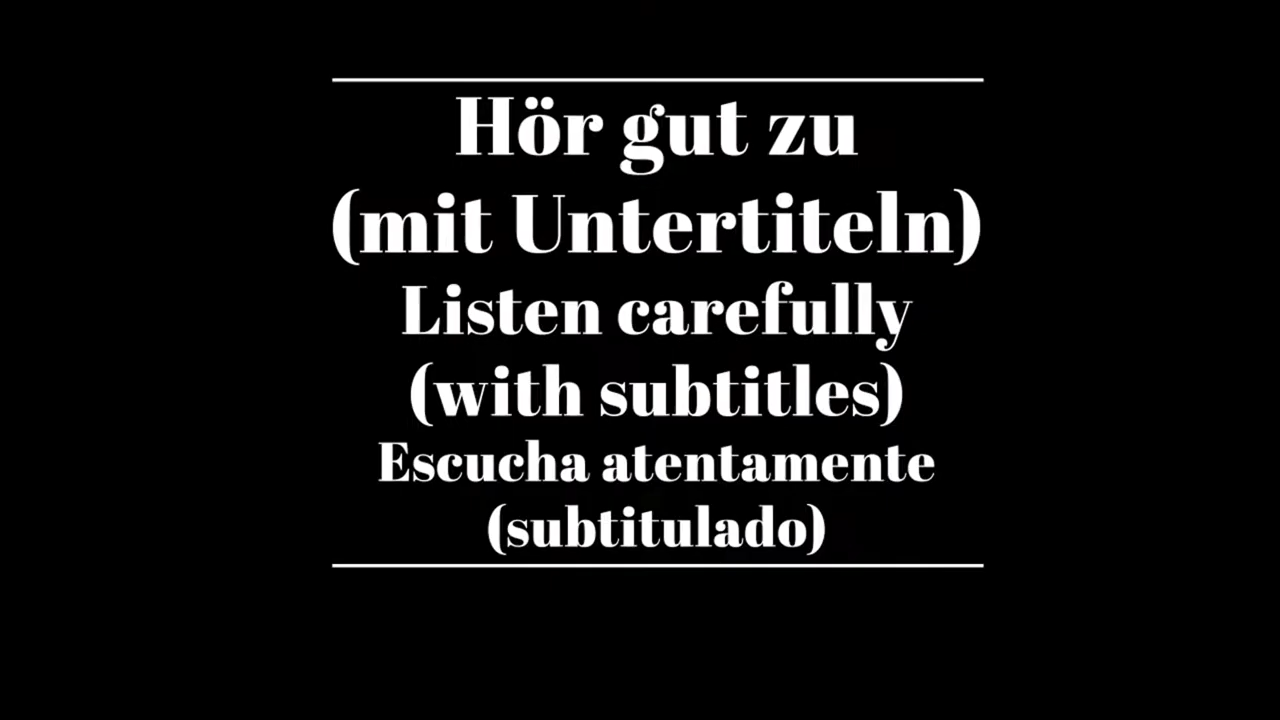 Hör gut zu
(mit Untertiteln)
Listen carefully
(with subtitles)
Escucha atentamente
(subtitulado)